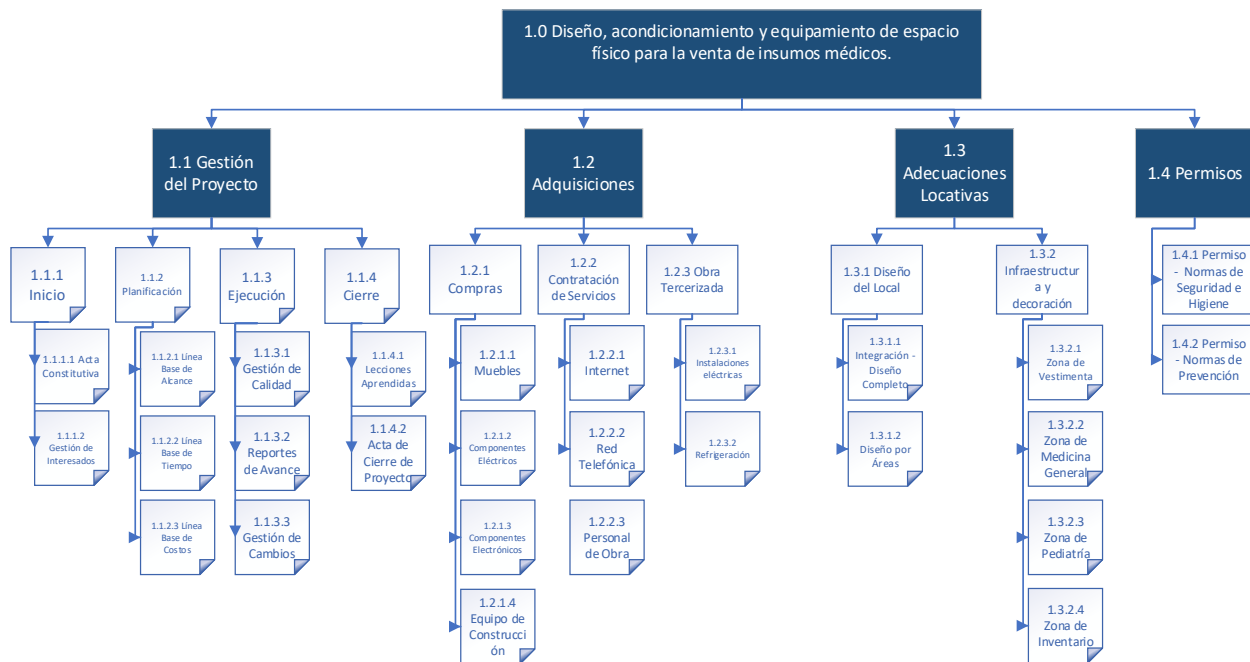 1.0 Diseño, acondicionamiento y equipamiento de espacio
físico para la venta de insumos médicos.
1.1 Gestión
del Proyecto
1.2
Adquisiciones
1.3
Adecuaciones
Locativas
1.4 Permisos
1.1.1
Inicio
1.1.2
Planificación
1.1.3
Ejecución
1.1.4
Cierre
1.2.1
Compras
1.2.2
Contratación
de Servicios
1.2.3 Obra
Tercerizada
1.3.1 Diseño
del Local
1.3.2
Infraestructur
a y
decoración
1.4.1 Permiso
- Normas de
Seguridad e
Higiene
1.1.1.1 Acta
Constitutiva
1.1.2.1 Línea
Base de
Alcance
1.1.3.1
Gestión de
Calidad
1.1.4.1
Lecciones
Aprendidas
1.2.1.1
Muebles
1.2.2.1
Internet
1.2.3.1
Instalaciones
eléctricas
1.3.1.1
Integración -
Diseño
Completo
1.3.2.1
Zona de
Vestimenta
1.4.2 Permiso
- Normas de
Prevención
1.1.1.2
Gestión de
Interesados
1.1.2.2 Línea
Base de
Tiempo
1.1.3.2
Reportes
de Avance
1.1.4.2
Acta de
Cierre de
Proyecto
1.2.1.2
Componentes
Eléctricos
1.2.2.2
Red
Telefónica
1.2.3.2
Refrigeración
1.3.1.2
Diseño por
Áreas
1.3.2.2
Zona de
Medicina
General
1.1.2.3 Línea
Base de
Costos
1.1.3.3
Gestión de
Cambios
1.2.1.3
Componentes
Electrónicos
1.2.2.3
Personal
de Obra
1.3.2.3
Zona de
Pediatría
1.2.1.4
Equipo de
Construcci
ón
1.3.2.4
Zona de
Inventario